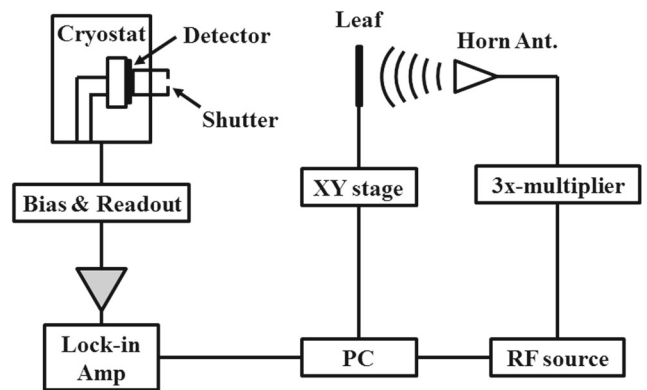 Cryostat
Detector
Shutter
Leaf
Horn Ant.
XY stage
3x-multiplier
Bias & Readout
Lock-in
Amp
PC
RF source